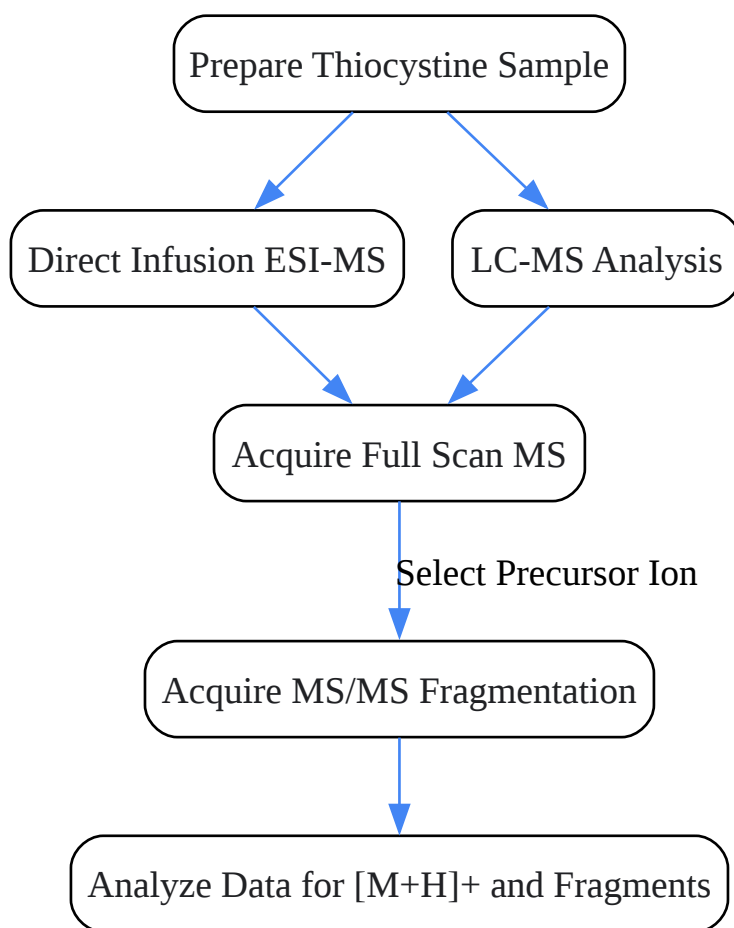 Prepare Thiocystine Sample
Direct Infusion ESI-MS
LC-MS Analysis
Acquire Full Scan MS
Select Precursor Ion
Acquire MS/MS Fragmentation
Analyze Data for [M+H]+ and Fragments